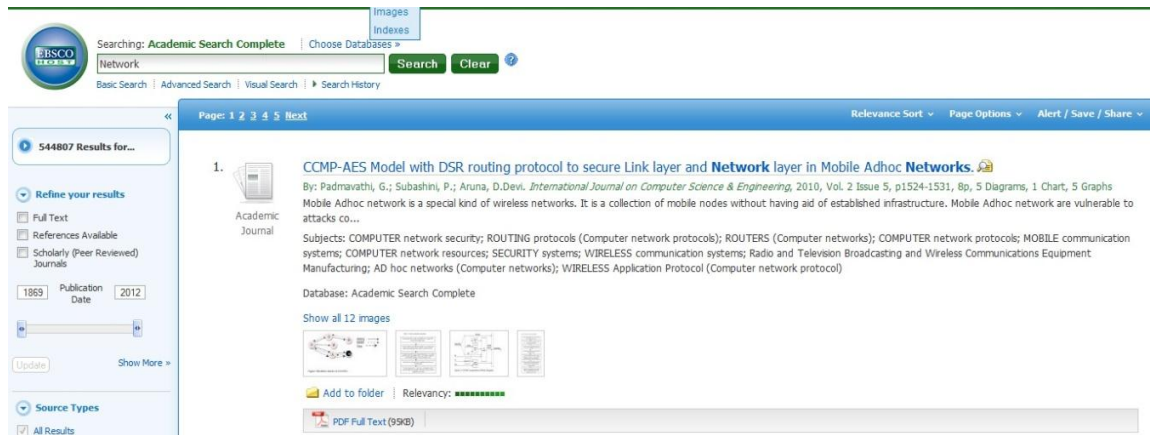 Images
Indexes
EBSCO
HOST
Searching: Academic Search Complete | Choose Databases »
Network
Search
Clear
Basic Search | Advanced Search | Visual Search | Search History
«
Page: 1 2 3 4 5 Next
Relevance Sort
Page Options
Alert / Save / Share
544807 Results for...
Refine your results
Full Text
References Available
Scholarly (Peer Reviewed)
Journals
1869
Publication
Date
2012
Update
Show More »
Source Types
All Results
1.
Academic
Journal
CCMP-AES Model with DSR routing protocol to secure Link layer and Network layer in Mobile Adhoc Networks.
By: Padmavathi, G.; Subashini, P.; Aruna, D.Devi. International Journal on Computer Science & Engineering, 2010, Vol. 2 Issue 5, p1524-1531, 8p, 5 Diagrams, 1 Chart, 5 Graphs
Mobile Adhoc network is a special kind of wireless networks. It is a collection of mobile nodes without having aid of established infrastructure. Mobile Adhoc network are vulnerable to
attacks co...
Subjects: COMPUTER network security; ROUTING protocols (Computer network protocols); ROUTERS (Computer networks); COMPUTER network protocols; MOBILE communication
systems; COMPUTER network resources; SECURITY systems; WIRELESS communication systems; Radio and Television Broadcasting and Wireless Communications Equipment
Manufacturing; AD hoc networks (Computer networks); WIRELESS Application Protocol (Computer network protocol)
Database: Academic Search Complete
Show all 12 images
Add to folder | Relevancy:
PDF Full Text (95KB)